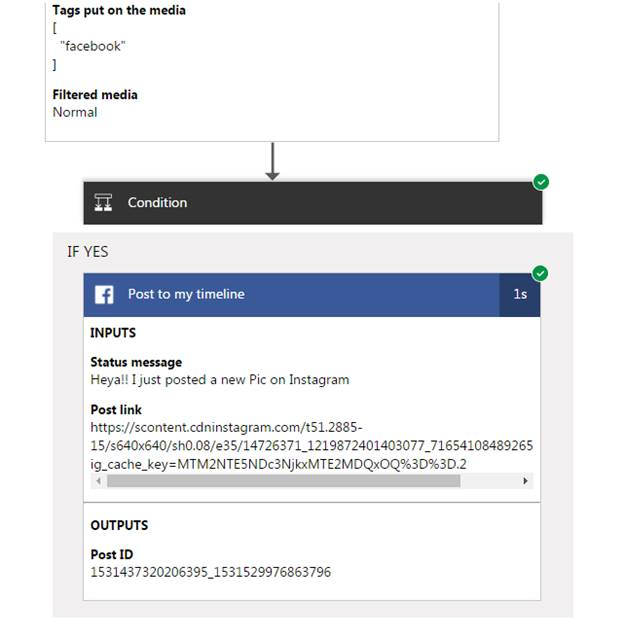 Tags put on the media
[
"facebook"
]
Filtered media
Normal
Condition
IF YES
Post to my timeline
1s
INPUTS
Status message
Heya!! I just posted a new Pic on Instagram
Post link
https://scontent.cdninstagram.com/t51.2885-
15/s640x640/sh0.08/e35/14726371_1219872401403077_71654108489265
ig_cache_key=MTM2NTE5NDc3NjkxMTE2MDQxOQ%3D%3D.2
OUTPUTS
Post ID
1531437320206395_1531529976863796